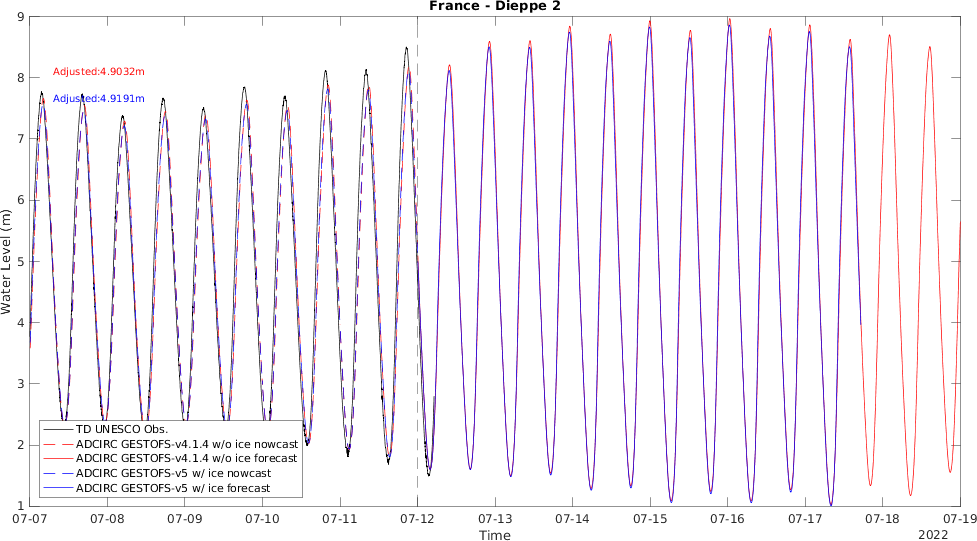 France - Dieppe 2
Water Level (m)
9
8
7
6
5
4
3
2
1
Adjusted:4.9032m
Adjusted:4.9191m
TD UNESCO Obs.
ADCIRC GESTOFS-v4.1.4 w/o ice nowcast
ADCIRC GESTOFS-v4.1.4 w/o ice forecast
ADCIRC GESTOFS-v5 w/ ice nowcast
ADCIRC GESTOFS-v5 w/ ice forecast
07-07 07-08 07-09 07-10 07-11 07-12 07-13 07-14 07-15 07-16 07-17 07-18 07-19
Time
2022